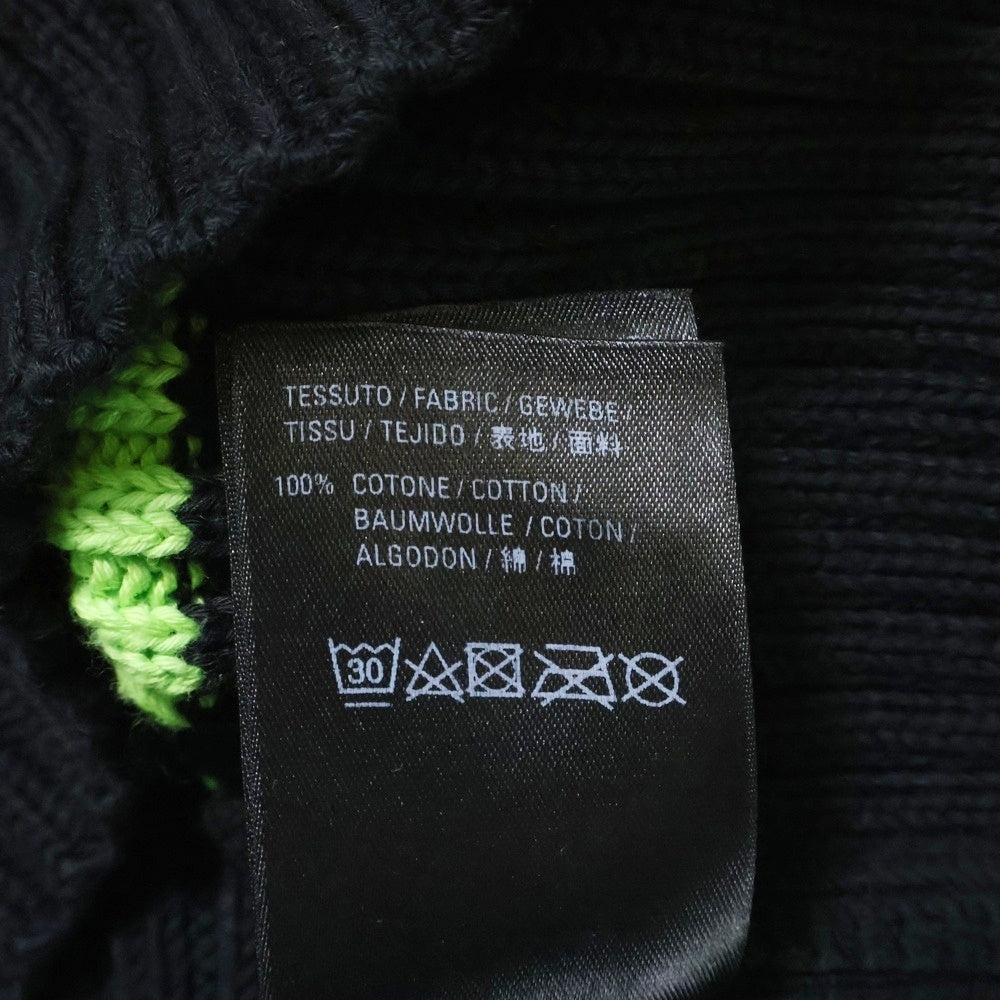 TESSUTO / FABRIC / GEWEBE /
TISSU / TEJIDO / 表地 / 面料
100% COTONE / COTTON /
BAUMWOLLE / COTON /
ALGODON / 綿 / 棉
30